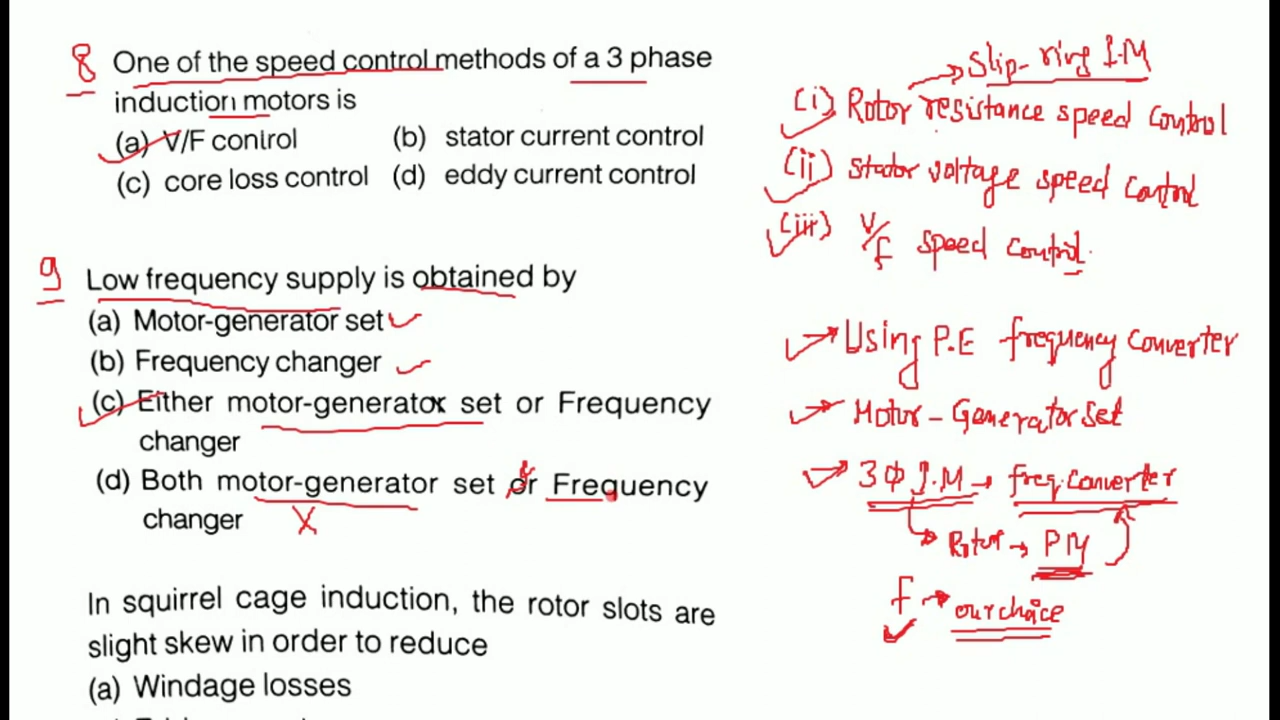 8 One of the speed control methods of a 3 phase
induction motors is
(a) V/F control (b) stator current control
(c) core loss control (d) eddy current control
9 Low frequency supply is obtained by
(a) Motor-generator set
(b) Frequency changer
(c) Either motor-generator set or Frequency
changer
(d) Both motor-generator set or Frequency
changer X
In squirrel cage induction, the rotor slots are
slight skew in order to reduce
(a) Windage losses
Slip-ring I.M
(i) Rotor resistance speed control
(ii) Stator voltage speed control
(iii) V/f speed control.
Using P.E frequency converter
Motor-Generator set
3Φ I.M → freq. converter
Rotor → PM
f → our choice